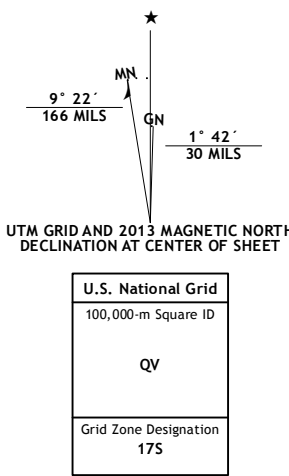 ★
MN
GN
9° 22´
166 MILS
1° 42´
30 MILS
UTM GRID AND 2013 MAGNETIC NORTH
DECLINATION AT CENTER OF SHEET
U.S. National Grid
100,000-m Square ID
QV
Grid Zone Designation
17S